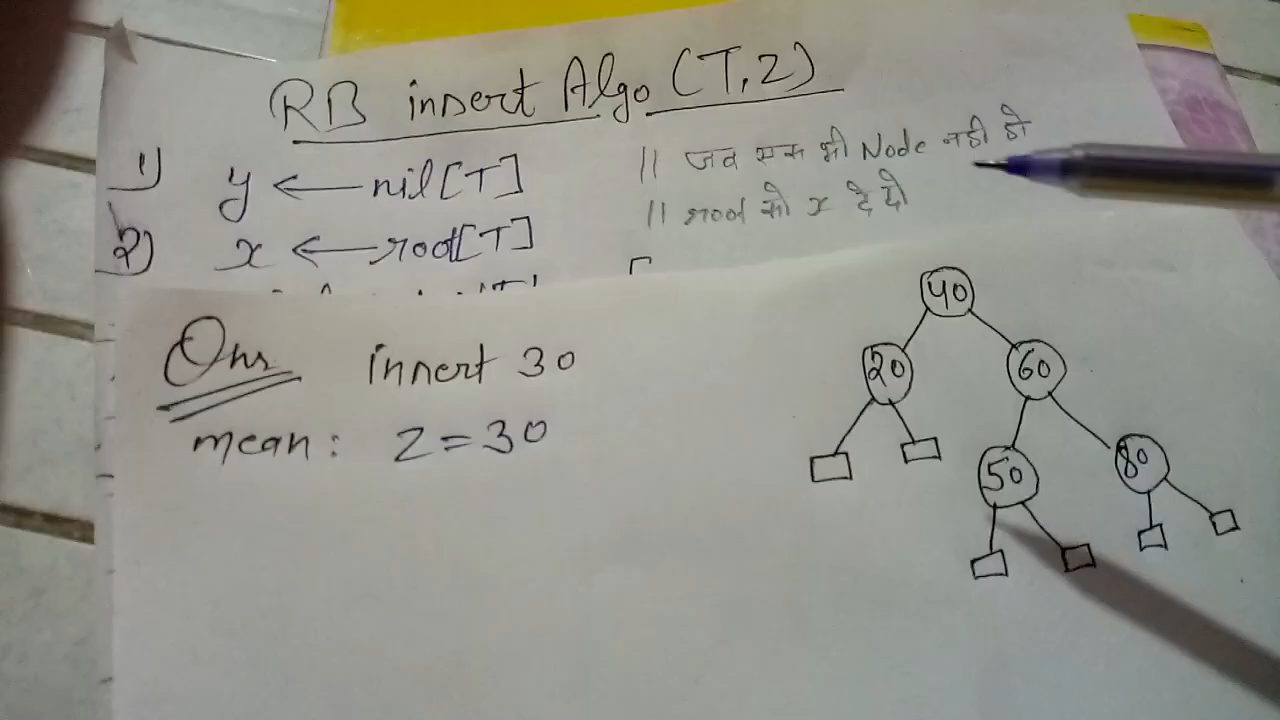 RB insert Algo (T, Z)
1) y ← nil[T] // जब एक भी Node नही हो
2) x ← root[T] // root को x दे दो
Ons insert 30
mean: Z=30
40
20 60
50 80